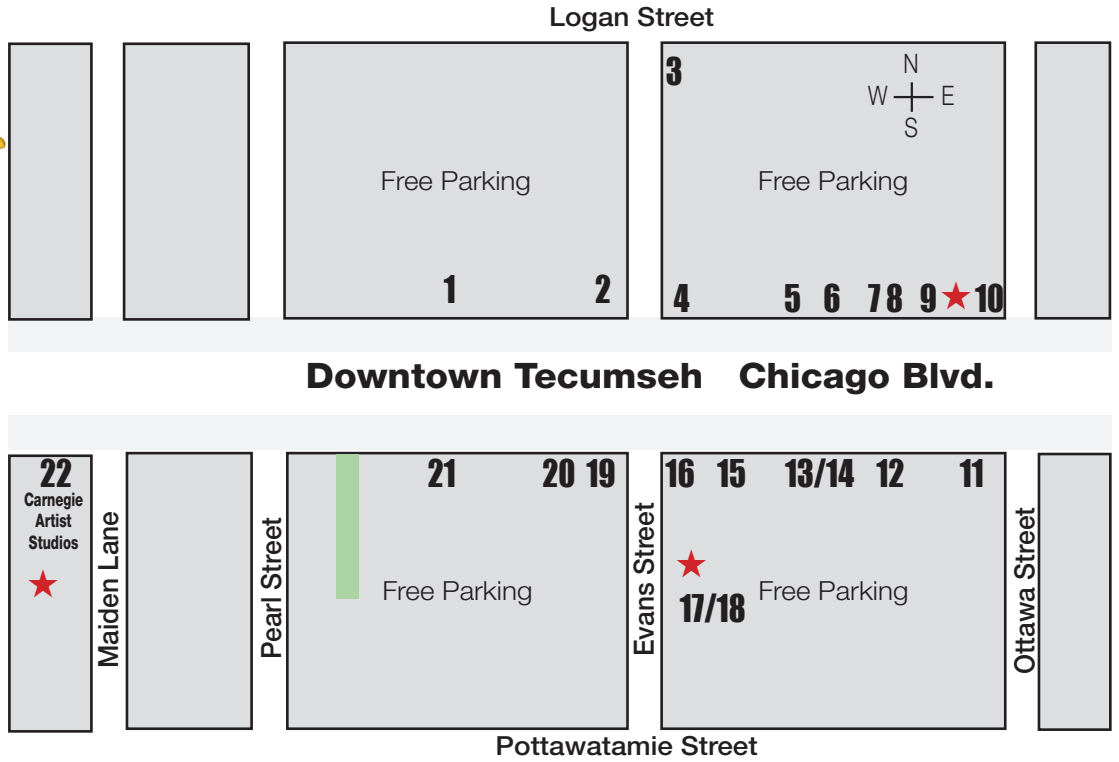 Logan Street
3
N
W E
S
Free Parking
Free Parking
1
2
4
5
6
7
8
9
10
Downtown Tecumseh Chicago Blvd.
22
Carnegie
Artist
Studios
21
20
19
16
15
13/14
12
11
Maiden Lane
Pearl Street
Evans Street
Ottawa Street
Free Parking
17/18
Free Parking
Pottawatamie Street